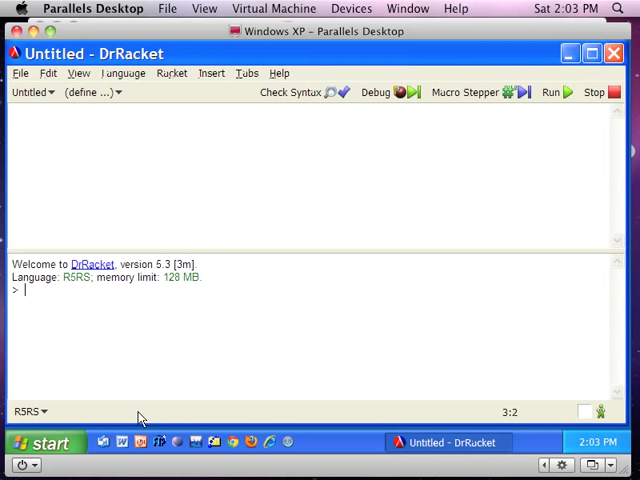 Parallels Desktop File View Virtual Machine Devices Window Help Sat 2:03 PM
Windows XP – Parallels Desktop
Untitled - DrRacket
File Edit View Language Racket Insert Tabs Help
Untitled (define ...) Check Syntax Debug Macro Stepper Run Stop
Welcome to DrRacket, version 5.3 [3m].
Language: R5RS; memory limit: 128 MB.
>
R5RS 3:2
start Untitled - DrRacket 2:03 PM